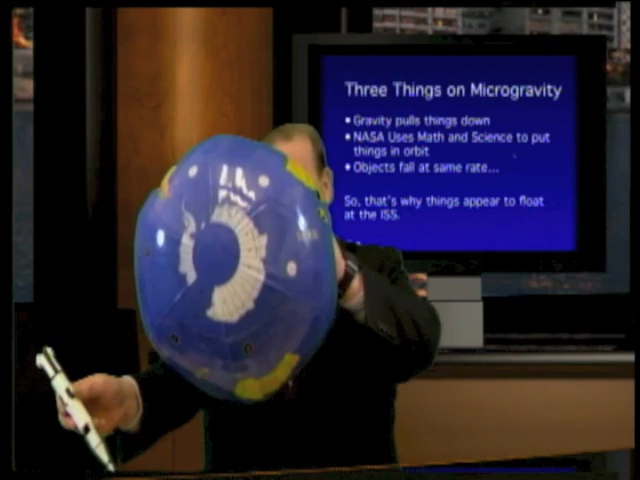 Three Things on Microgravity
• Gravity pulls things down
• NASA Uses Math and Science to put
things in orbit
• Objects fall at same rate...
So, that's why things appear to float
at the ISS.